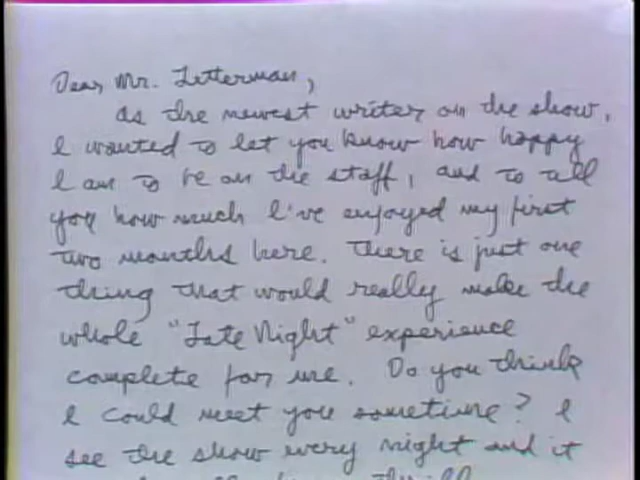 Dear Mr. Letterman,
As the newest writer on the show,
I wanted to let you know how happy
I am to be on the staff, and to tell
you how much I've enjoyed my first
two months here. There is just one
thing that would really make the
whole "Late Night" experience
complete for me. Do you think
I could meet you sometime? I
see the show every night and it